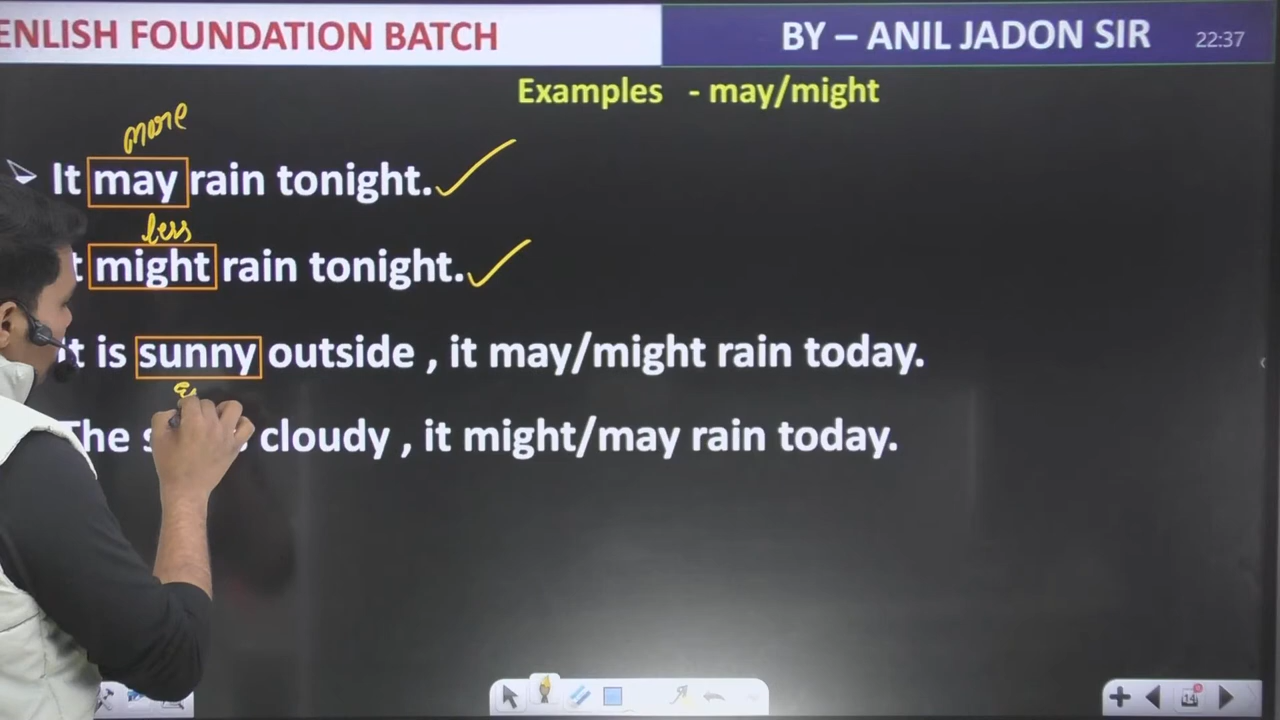 ENLISH FOUNDATION BATCH
BY – ANIL JADON SIR 22:37
Examples - may/might
more
It may rain tonight.
less
might rain tonight.
is sunny outside , it may/might rain today.
The cloudy , it might/may rain today.
14